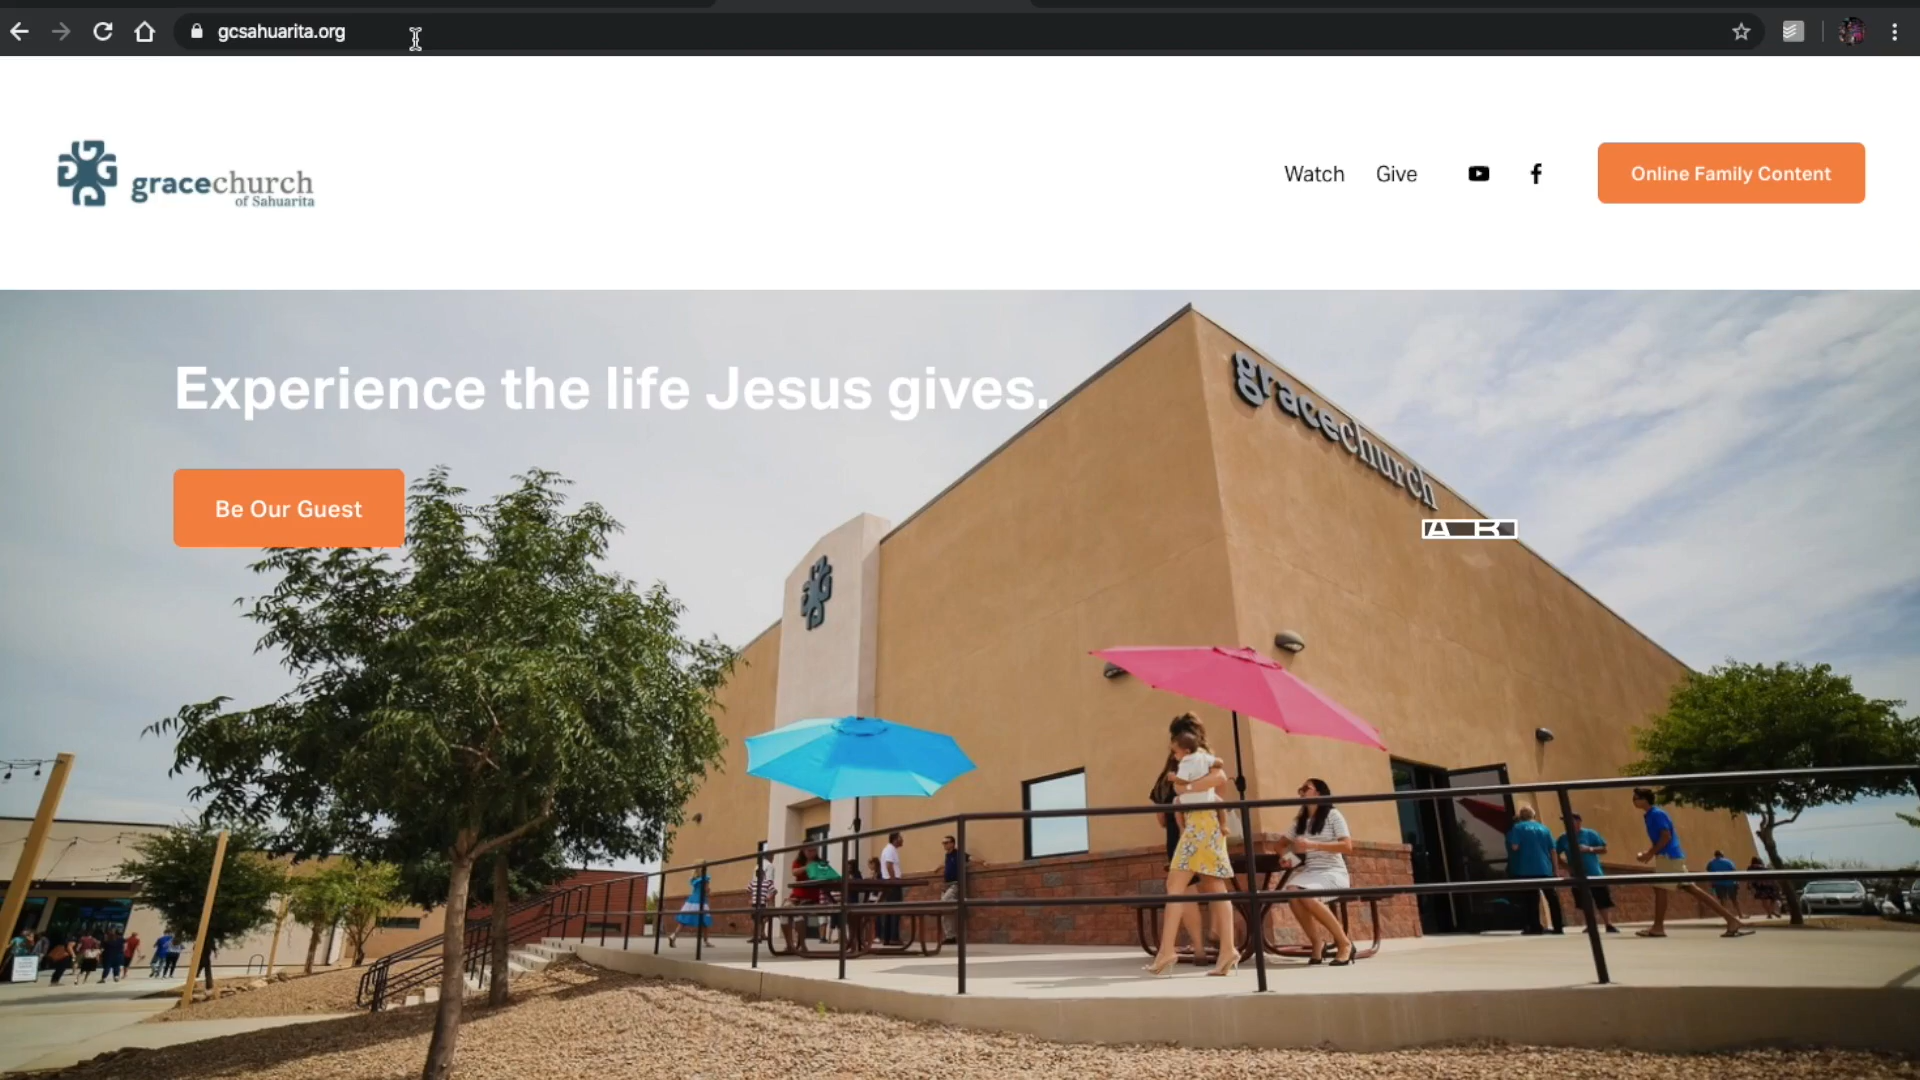 gcsahuarita.org
gracechurch
of Sahuarita
Watch Give
Online Family Content
Experience the life Jesus gives.
gracechurch
Be Our Guest
A B